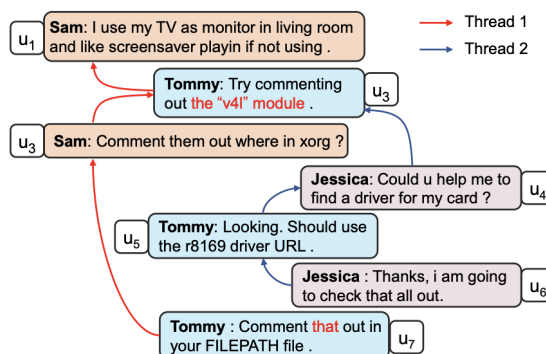 Thread 1
Thread 2
u1
Sam: I use my TV as monitor in living room
and like screensaver playin if not using .
Tommy: Try commenting
out the “v4l” module .
u3
u3
Sam: Comment them out where in xorg ?
Jessica: Could u help me to
find a driver for my card ?
u4
u5
Tommy: Looking. Should use
the r8169 driver URL .
Jessica : Thanks, i am going
to check that all out.
u6
Tommy : Comment that out in
your FILEPATH file .
u7